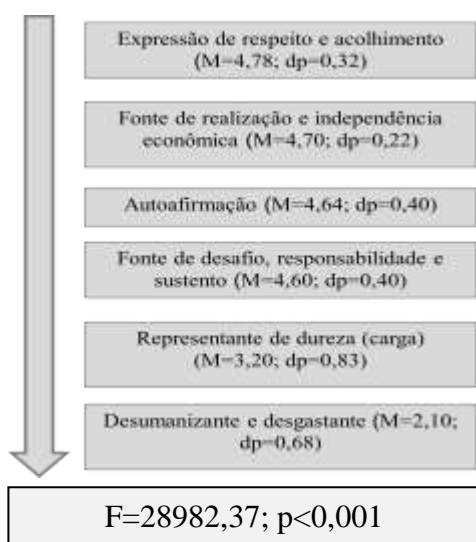 Expressão de respeito e acolhimento
(M=4,78; dp=0,32)
Fonte de realização e independência
econômica (M=4,70; dp=0,22)
Autoafirmação (M=4,64; dp=0,40)
Fonte de desafio, responsabilidade e
sustento (M=4,60; dp=0,40)
Representante de dureza (carga)
(M=3,20; dp=0,83)
Desumanizante e desgastante (M=2,10;
dp=0,68)
F=28982,37; p<0,001